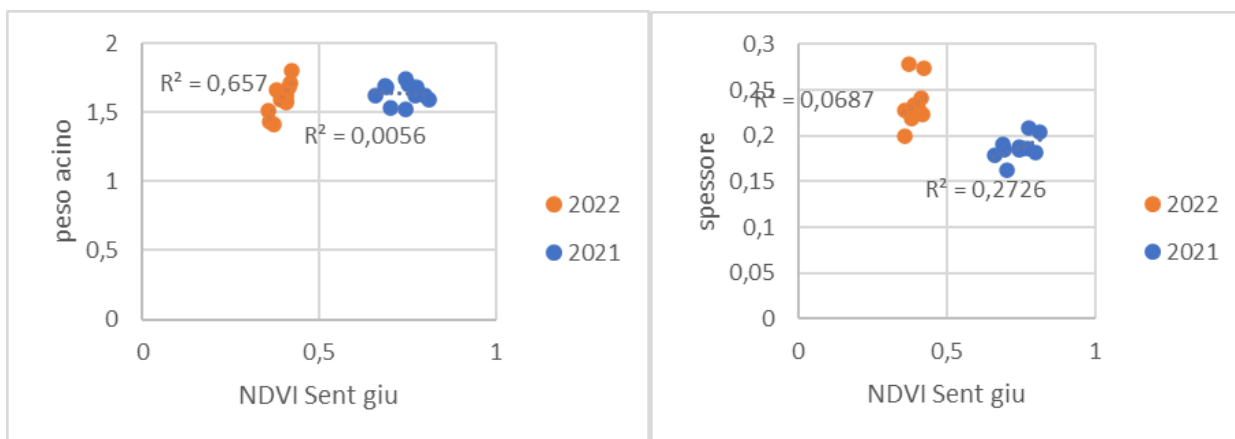 2
1,5
1
0,5
0
peso acino
R² = 0,657
R² = 0,0056
0
0,5
1
NDVI Sent giu
2022
2021
0,3
0,25
0,2
0,15
0,1
0,05
0
spessore
R² = 0,0687
R² = 0,2726
0
0,5
1
NDVI Sent giu
2022
2021